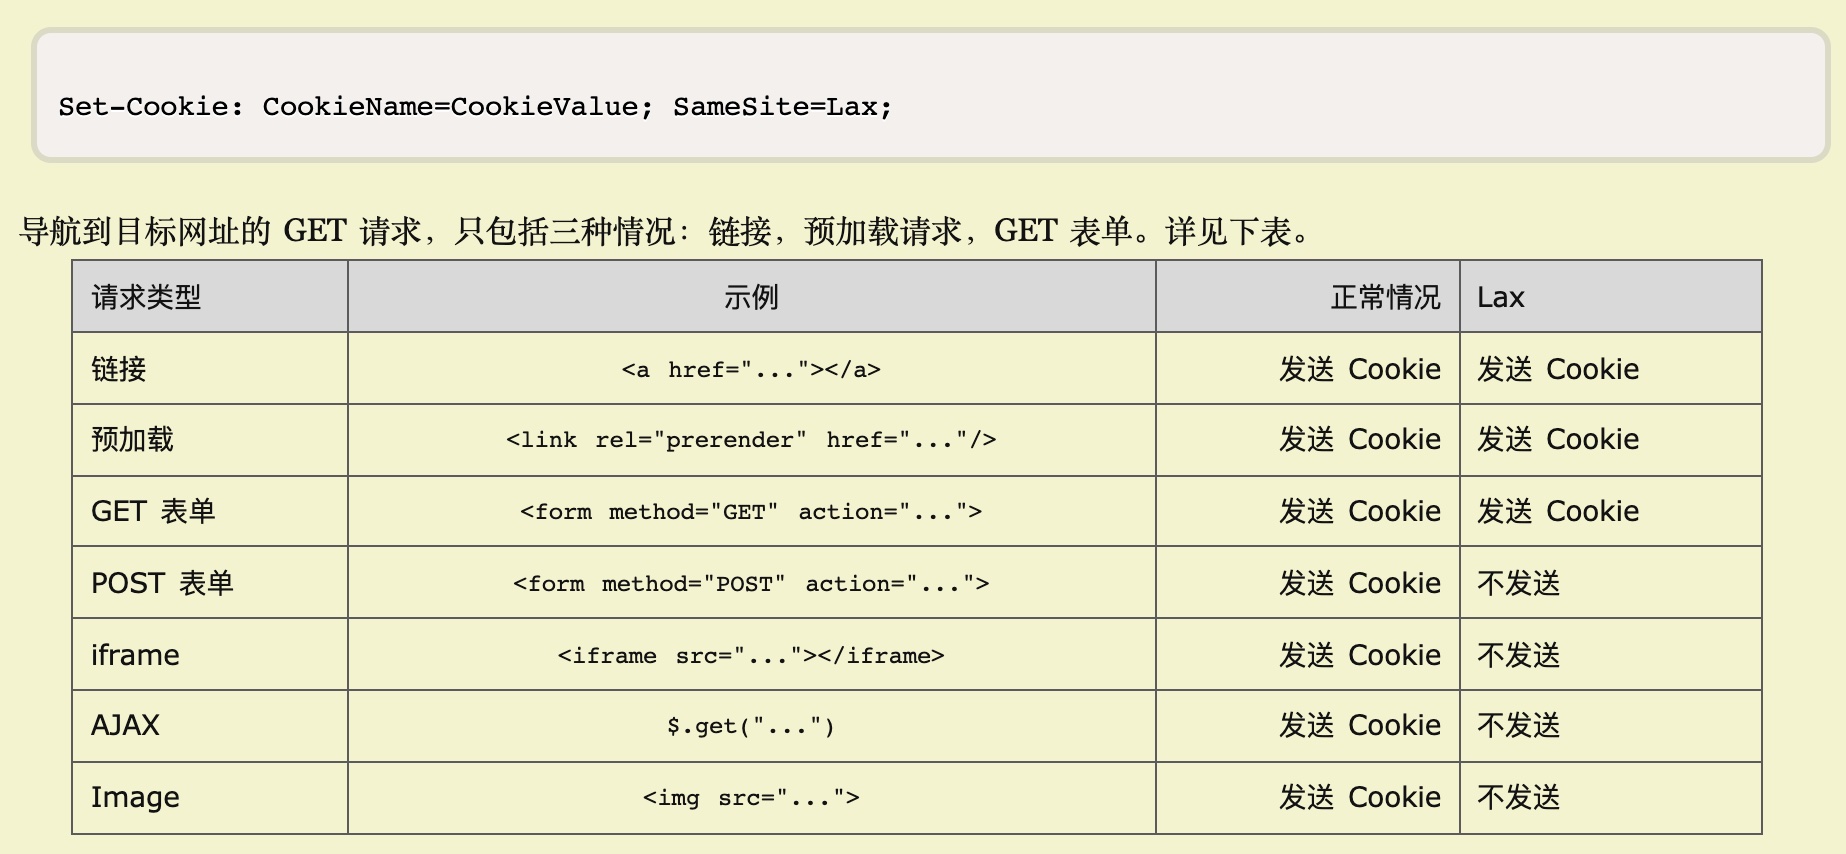 Set-Cookie: CookieName=CookieValue; SameSite=Lax;
导航到目标网址的 GET 请求，只包括三种情况：链接，预加载请求，GET 表单。详见下表。
请求类型 示例 正常情况 Lax
链接 <a href="..."></a> 发送 Cookie 发送 Cookie
预加载 <link rel="prerender" href="..."/> 发送 Cookie 发送 Cookie
GET 表单 <form method="GET" action="..."> 发送 Cookie 发送 Cookie
POST 表单 <form method="POST" action="..."> 发送 Cookie 不发送
iframe <iframe src="..."></iframe> 发送 Cookie 不发送
AJAX $.get("...") 发送 Cookie 不发送
Image <img src="..."> 发送 Cookie 不发送